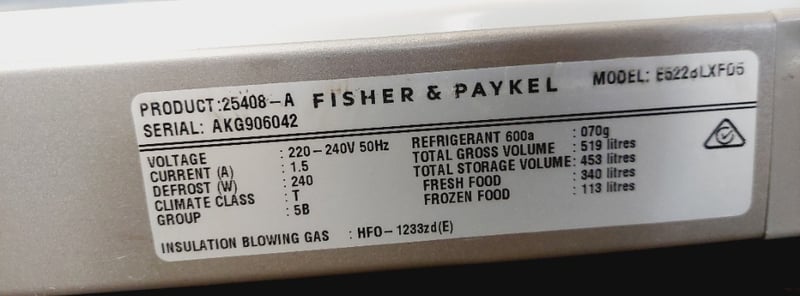 PRODUCT:25408-A FISHER & PAYKEL MODEL:
SERIAL: AKG906042
VOLTAGE : 220-240V 50Hz
CURRENT (A) : 1.5
DEFROST (W) : 240
CLIMATE CLASS : T
GROUP : 5B
REFRIGERANT 600a : 070g
TOTAL GROSS VOLUME : 519 litres
TOTAL STORAGE VOLUME: 453 litres
FRESH FOOD : 340 litres
FROZEN FOOD : 113 litres
INSULATION BLOWING GAS : HFO-1233zd(E)